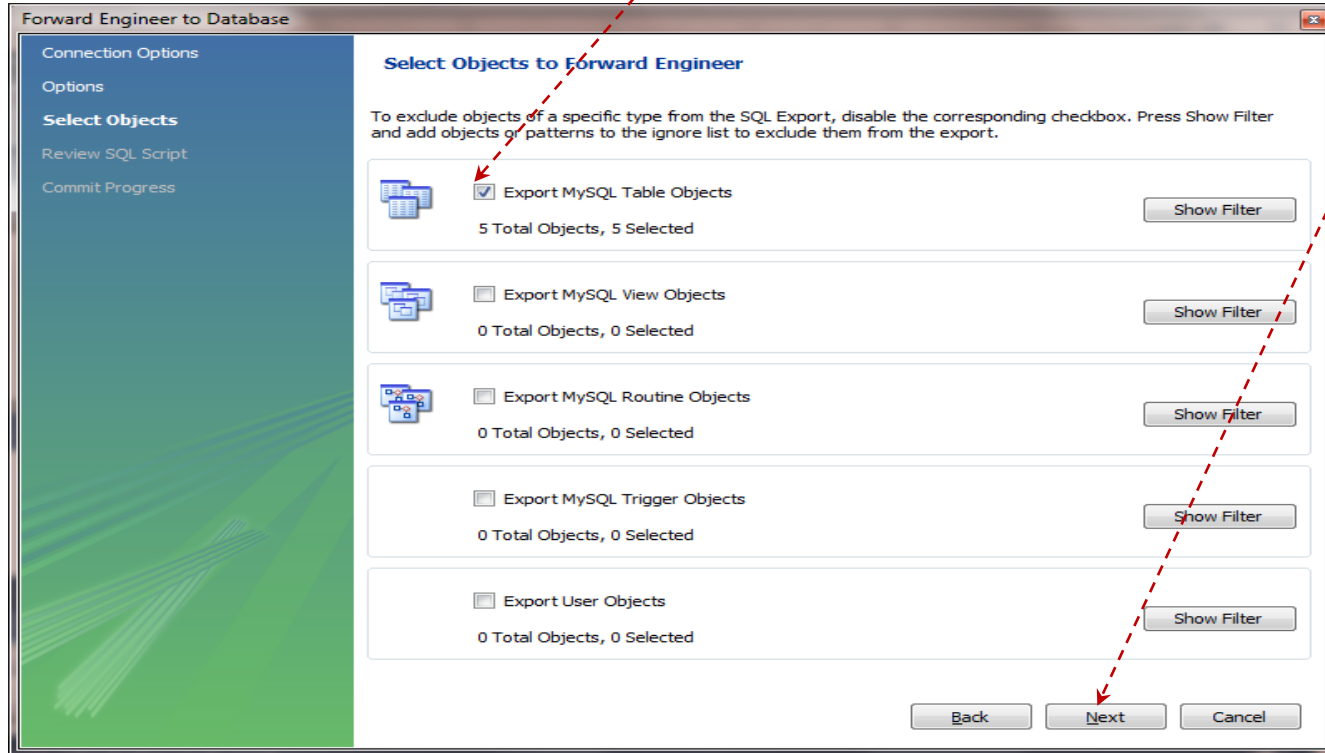 Forward Engineer to Database
Connection Options
Options
Select Objects
Review SQL Script
Commit Progress
Select Objects to Forward Engineer
To exclude objects of a specific type from the SQL Export, disable the corresponding checkbox. Press Show Filter
and add objects or patterns to the ignore list to exclude them from the export.
Export MySQL Table Objects
5 Total Objects, 5 Selected
Show Filter
Export MySQL View Objects
0 Total Objects, 0 Selected
Show Filter
Export MySQL Routine Objects
0 Total Objects, 0 Selected
Show Filter
Export MySQL Trigger Objects
0 Total Objects, 0 Selected
Show Filter
Export User Objects
0 Total Objects, 0 Selected
Show Filter
Back
Next
Cancel